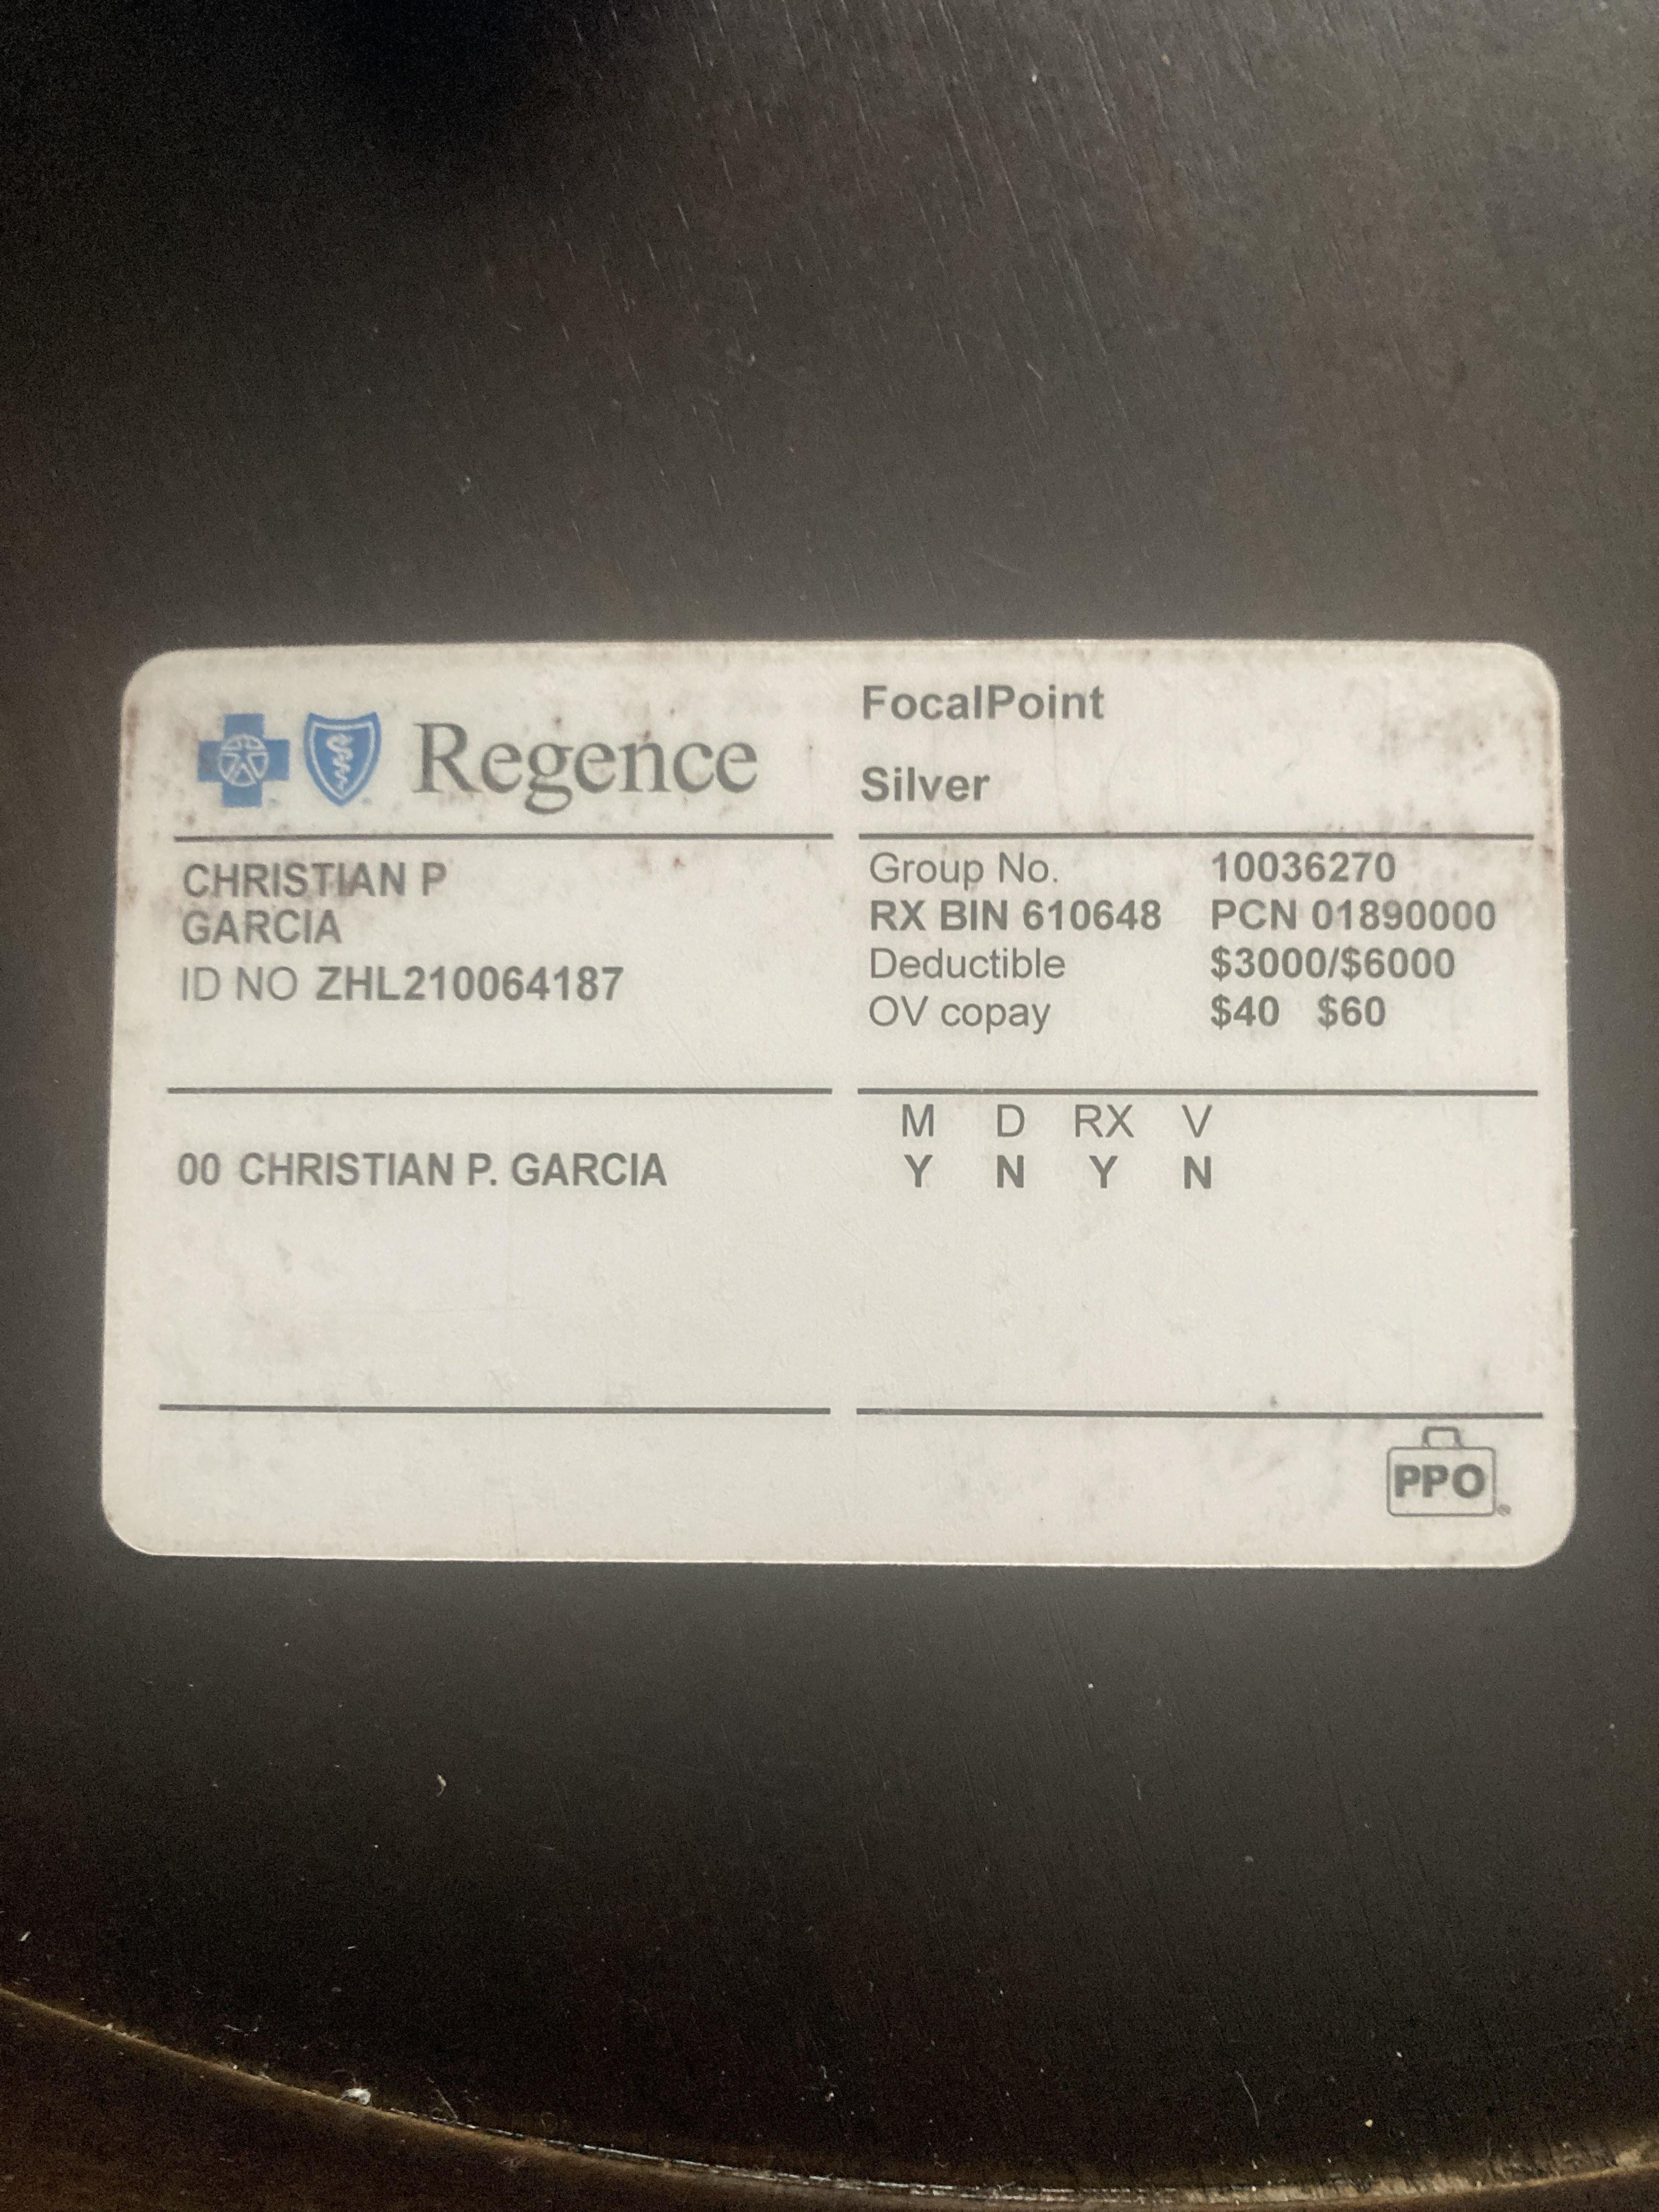 Regence
FocalPoint
Silver
CHRISTIAN P
GARCIA
ID NO ZHL210064187
Group No. 10036270
RX BIN 610648 PCN 01890000
Deductible $3000/$6000
OV copay $40 $60
M D RX V
00 CHRISTIAN P. GARCIA Y N Y N
PPO